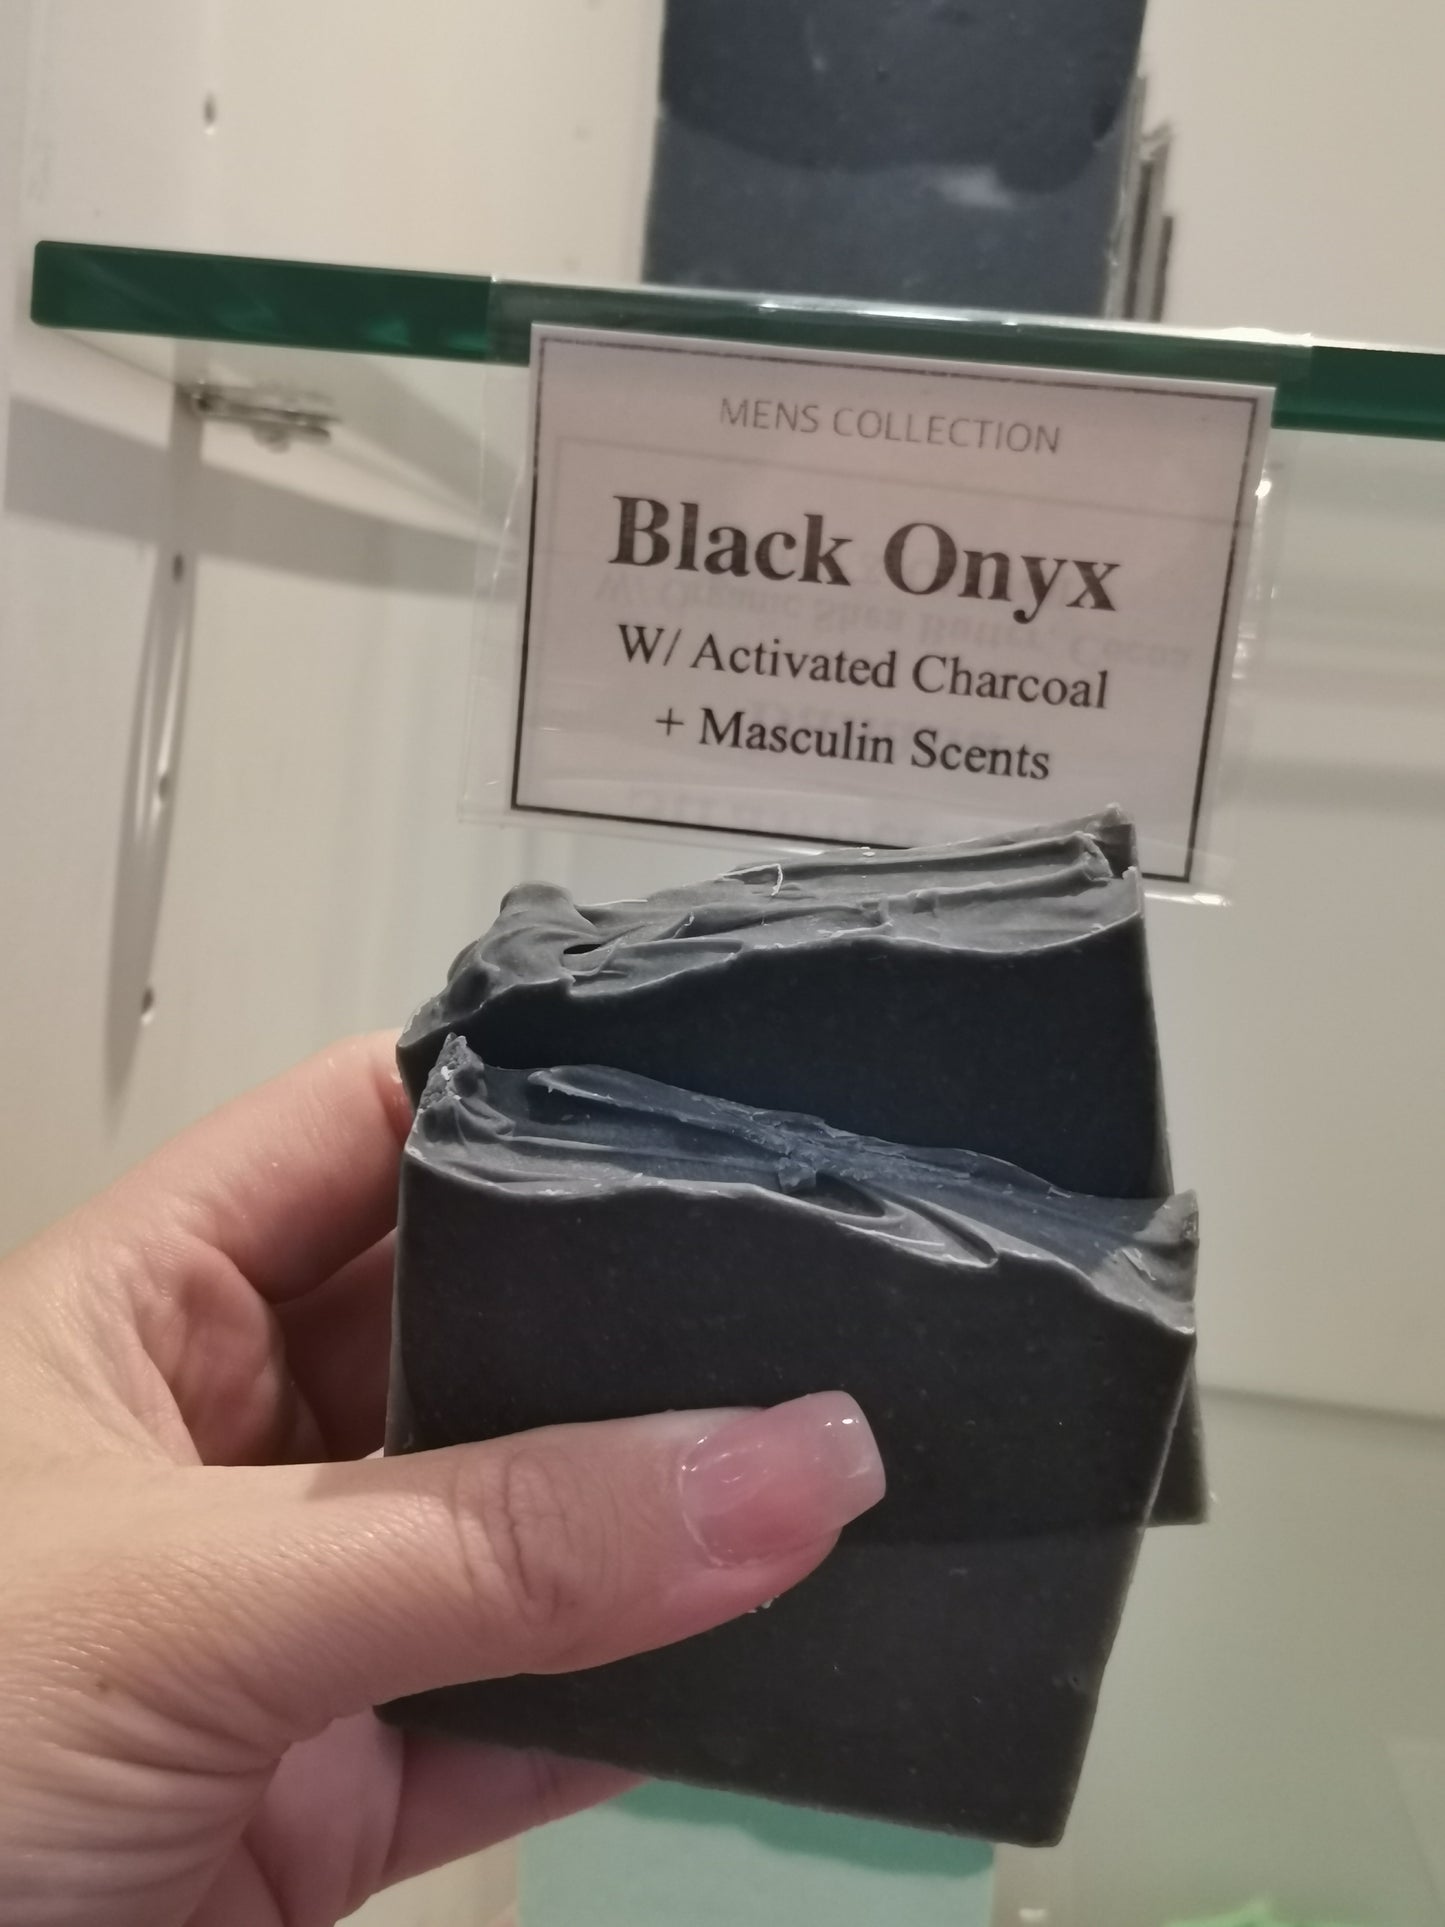 MENS COLLECTION
Black Onyx
W/ Activated Charcoal
+ Masculin Scents